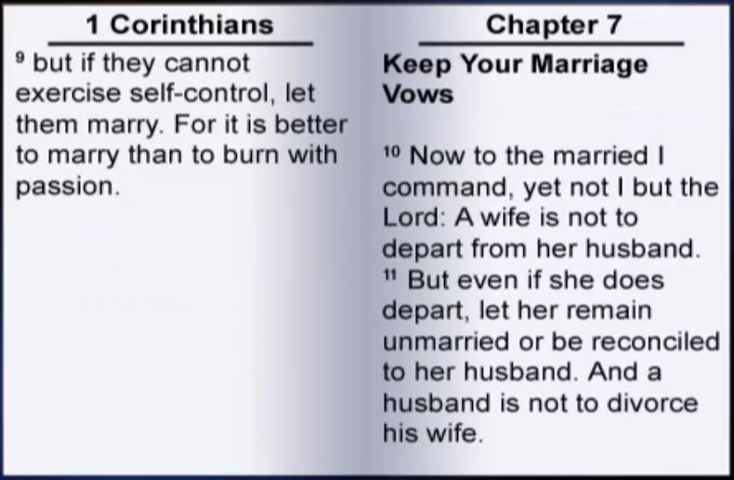 1 Corinthians
⁹ but if they cannot
exercise self-control, let
them marry. For it is better
to marry than to burn with
passion.
Chapter 7
Keep Your Marriage
Vows
¹⁰ Now to the married I
command, yet not I but the
Lord: A wife is not to
depart from her husband.
¹¹ But even if she does
depart, let her remain
unmarried or be reconciled
to her husband. And a
husband is not to divorce
his wife.